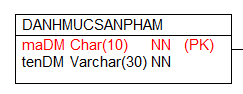 DANHMUCSANPHAM
maDM Char(10) NN (PK)
tenDM Varchar(30) NN